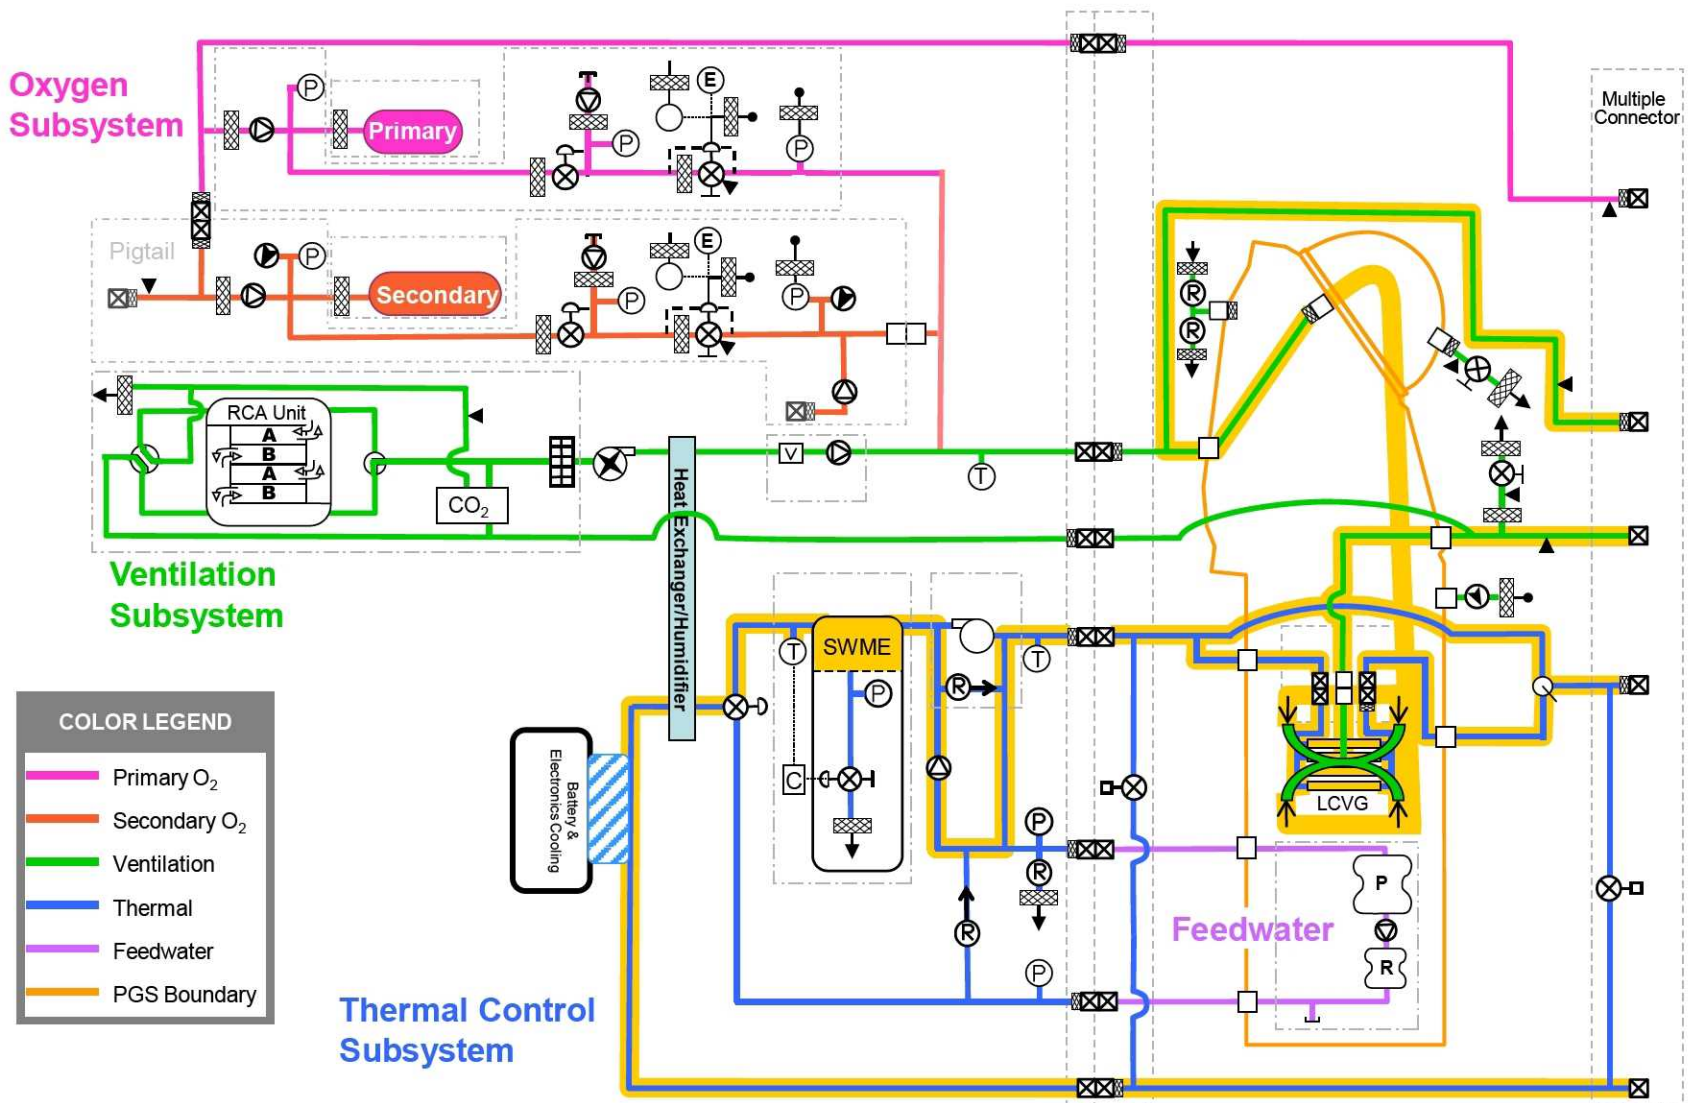 Oxygen
Subsystem
P
Primary
P
E
P
Multiple
Connector
Pigtail
P
Secondary
P
E
P
R
R
RCA Unit
A
B
A
B
CO2
V
T
Heat Exchanger/Humidifier
Ventilation
Subsystem
T
SWME
P
C
R
T
LCVG
COLOR LEGEND
Primary O2
Secondary O2
Ventilation
Thermal
Feedwater
PGS Boundary
Battery &
Electronics Cooling
P
R
R
P
Feedwater
P
R
Thermal Control
Subsystem